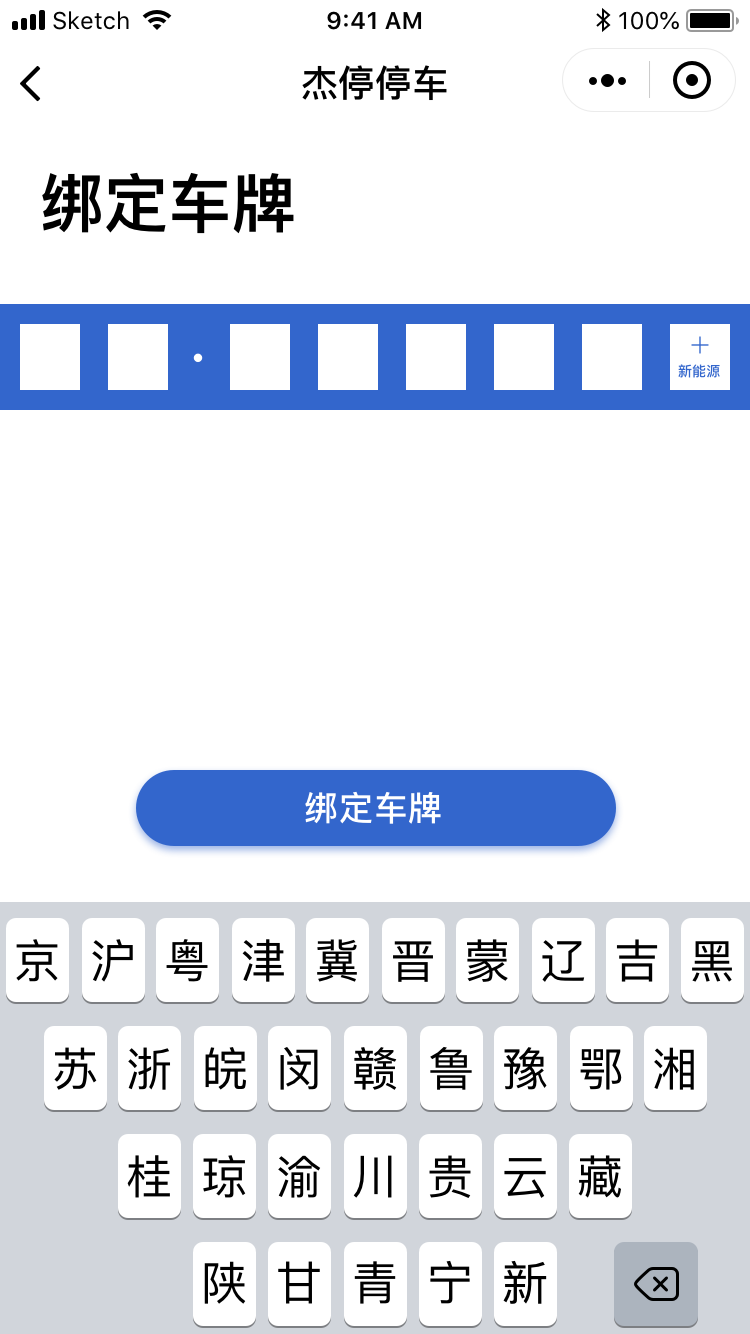 Sketch 9:41 AM 100%
杰停停车
绑定车牌
新能源
绑定车牌
京 沪 粤 津 冀 晋 蒙 辽 吉 黑
苏 浙 皖 闵 赣 鲁 豫 鄂 湘
桂 琼 渝 川 贵 云 藏
陕 甘 青 宁 新